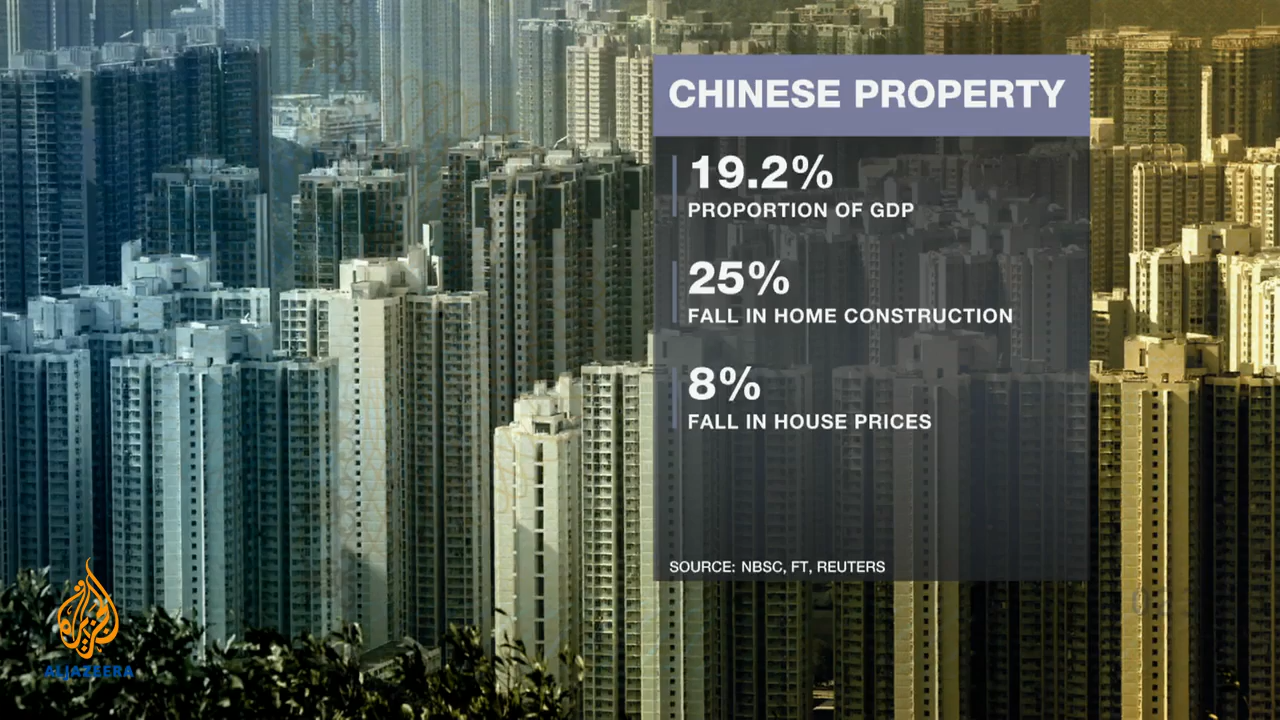 CHINESE PROPERTY
19.2%
PROPORTION OF GDP
25%
FALL IN HOME CONSTRUCTION
8%
FALL IN HOUSE PRICES
SOURCE: NBSC, FT, REUTERS
الجزيرة
ALJAZEERA